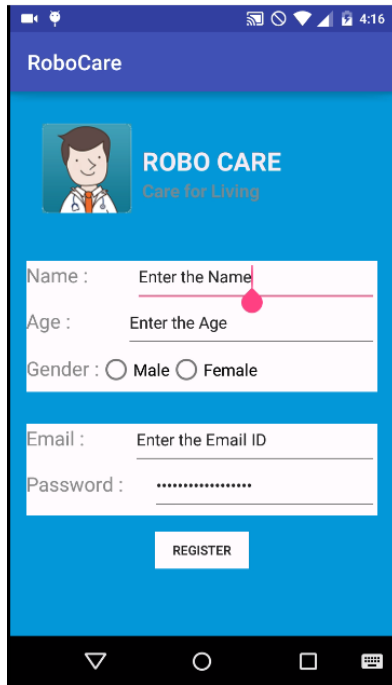 4:16
RoboCare
ROBO CARE
Care for Living
Name : Enter the Name
Age : Enter the Age
Gender : Male Female
Email : Enter the Email ID
Password : ••••••••••••••••••
REGISTER